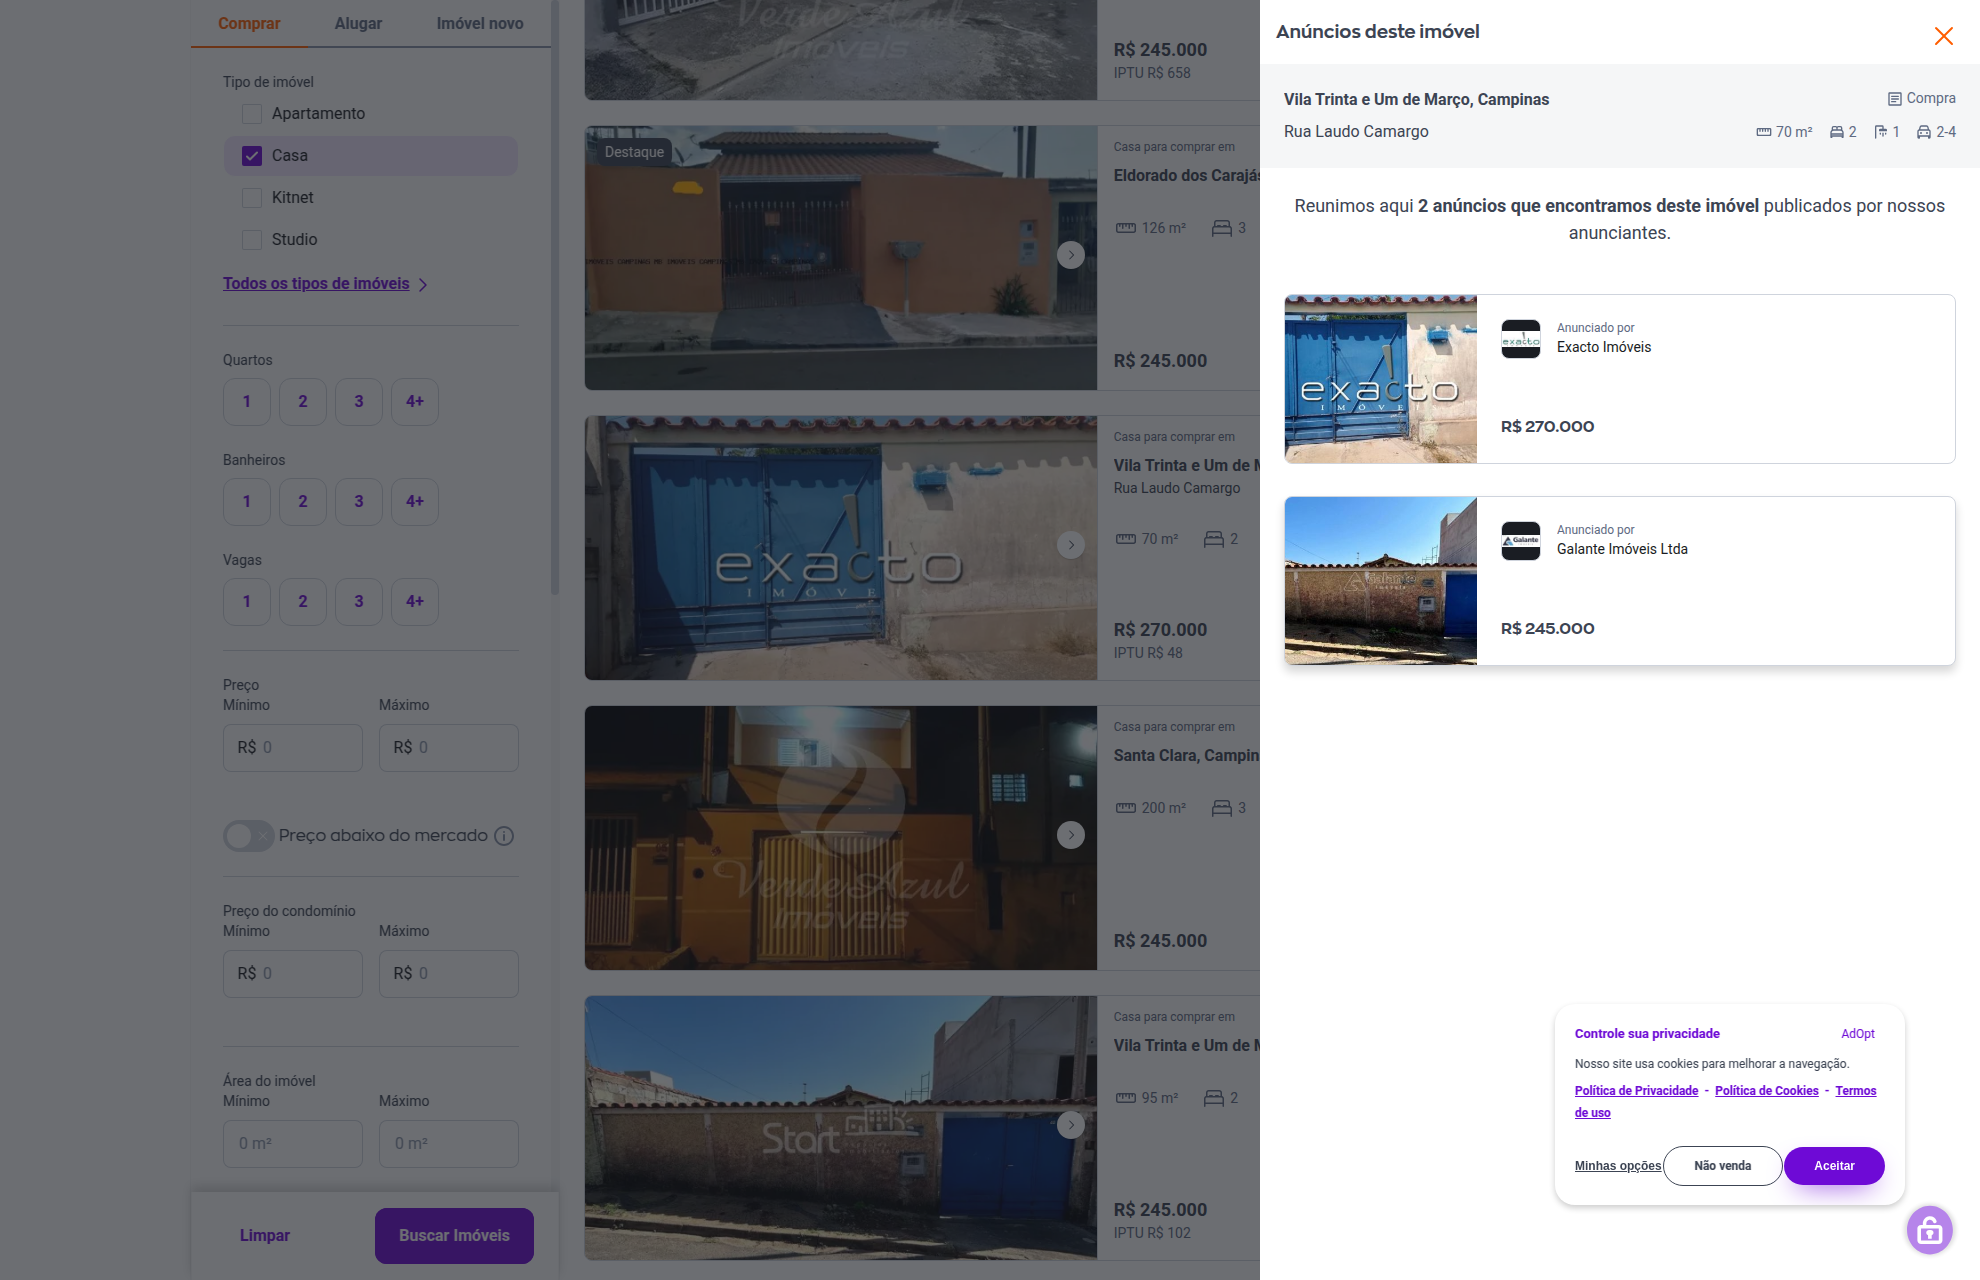 Comprar
Alugar
Imóvel novo
Tipo de imóvel
Apartamento
Casa
Kitnet
Studio
Todos os tipos de imóveis
Quartos
1 2 3 4+
Banheiros
1 2 3 4+
Vagas
1 2 3 4+
Preço
Mínimo
Máximo
R$ 0
R$ 0
Preço abaixo do mercado
Preço do condomínio
Mínimo
Máximo
R$ 0
R$ 0
Área do imóvel
Mínimo
Máximo
0 m²
0 m²
Limpar
Buscar Imóveis
VerdeAzul
imóveis
R$ 245.000
IPTU R$ 658
Destaque
Casa para comprar em
Eldorado dos Carajás
126 m² 3
R$ 245.000
exacto
IMÓVEIS
Casa para comprar em
Vila Trinta e Um de M
Rua Laudo Camargo
70 m² 2
R$ 270.000
IPTU R$ 48
VerdeAzul
imóveis
Casa para comprar em
Santa Clara, Campin
200 m² 3
R$ 245.000
Start
Casa para comprar em
Vila Trinta e Um de M
95 m² 2
R$ 245.000
IPTU R$ 102
Anúncios deste imóvel
Vila Trinta e Um de Março, Campinas
Compra
Rua Laudo Camargo
70 m² 2 1 2-4
Reunimos aqui 2 anúncios que encontramos deste imóvel publicados por nossos
anunciantes.
exacto
IMÓVE
exacto
Anunciado por
Exacto Imóveis
R$ 270.000
Galante
Galante
Anunciado por
Galante Imóveis Ltda
R$ 245.000
Controle sua privacidade
AdOpt
Nosso site usa cookies para melhorar a navegação.
Política de Privacidade - Política de Cookies - Termos
de uso
Minhas opções
Não venda
Aceitar